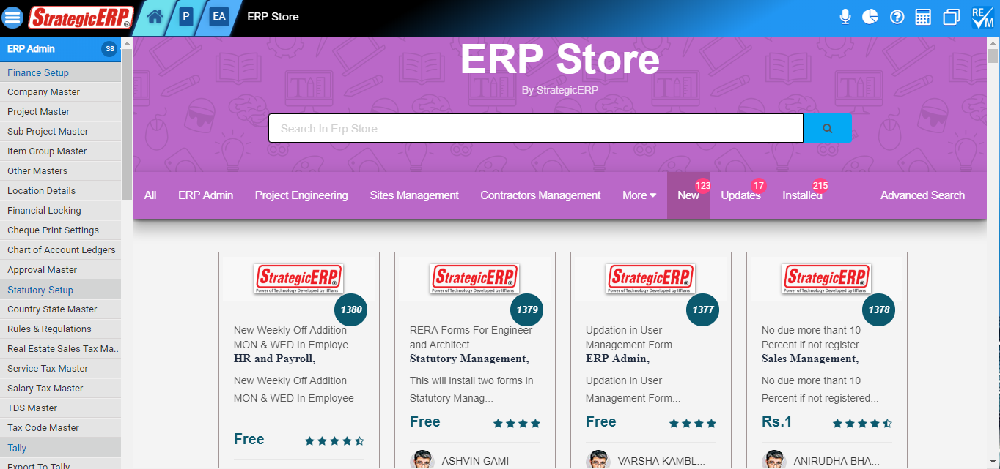 StrategicERP®
P
EA
ERP Store
RE
M
ERP Admin
38
Finance Setup
Company Master
Project Master
Sub Project Master
Item Group Master
Other Masters
Location Details
Financial Locking
Cheque Print Settings
Chart of Account Ledgers
Approval Master
Statutory Setup
Country State Master
Rules & Regulations
Real Estate Sales Tax Ma..
Service Tax Master
Salary Tax Master
TDS Master
Tax Code Master
Tally
Export To Tally
ERP Store
By StrategicERP
Search In Erp Store
All
ERP Admin
Project Engineering
Sites Management
Contractors Management
More
New
123
Updates
17
Installed
215
Advanced Search
StrategicERP®
Power of Technology Developed by IITians
1380
New Weekly Off Addition
MON & WED In Employe...
HR and Payroll,
New Weekly Off Addition
MON & WED In Employee
...
Free
StrategicERP®
Power of Technology Developed by IITians
1379
RERA Forms For Engineer
and Architect
Statutory Management,
This will install two forms in
Statutory Manag...
Free
ASHVIN GAMI
StrategicERP®
Power of Technology Developed by IITians
1377
Updation in User
Management Form
ERP Admin,
Updation in User
Management Form...
Free
VARSHA KAMBL...
StrategicERP®
Power of Technology Developed by IITians
1378
No due more thant 10
Percent if not register...
Sales Management,
No due more thant 10
Percent if not registered...
Rs.1
ANIRUDHA BHA...